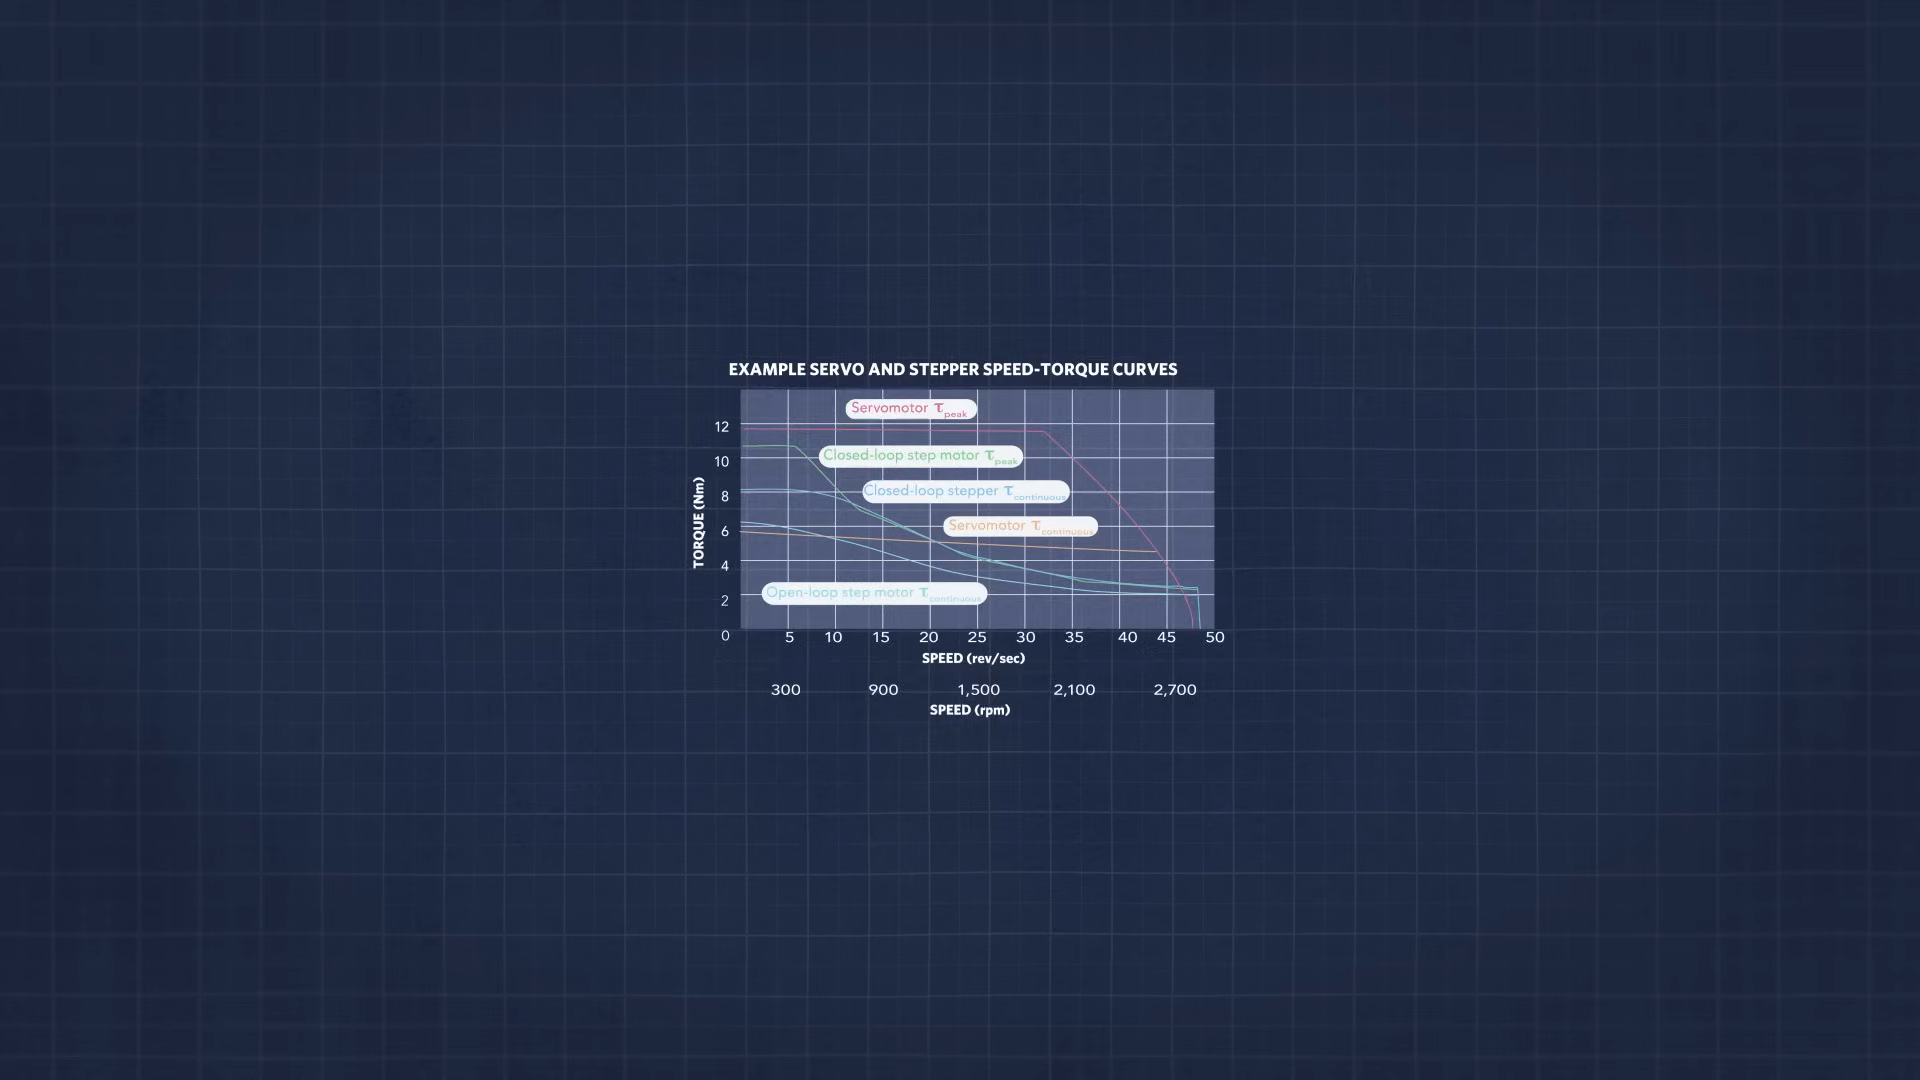 EXAMPLE SERVO AND STEPPER SPEED-TORQUE CURVES
Servomotor τpeak
12
Closed-loop step motor τpeak
10
Closed-loop stepper τcontinuous
8
Servomotor τcontinuous
6
TORQUE (Nm)
4
Open-loop step motor τcontinuous
2
0 5 10 15 20 25 30 35 40 45 50
SPEED (rev/sec)
300 900 1,500 2,100 2,700
SPEED (rpm)